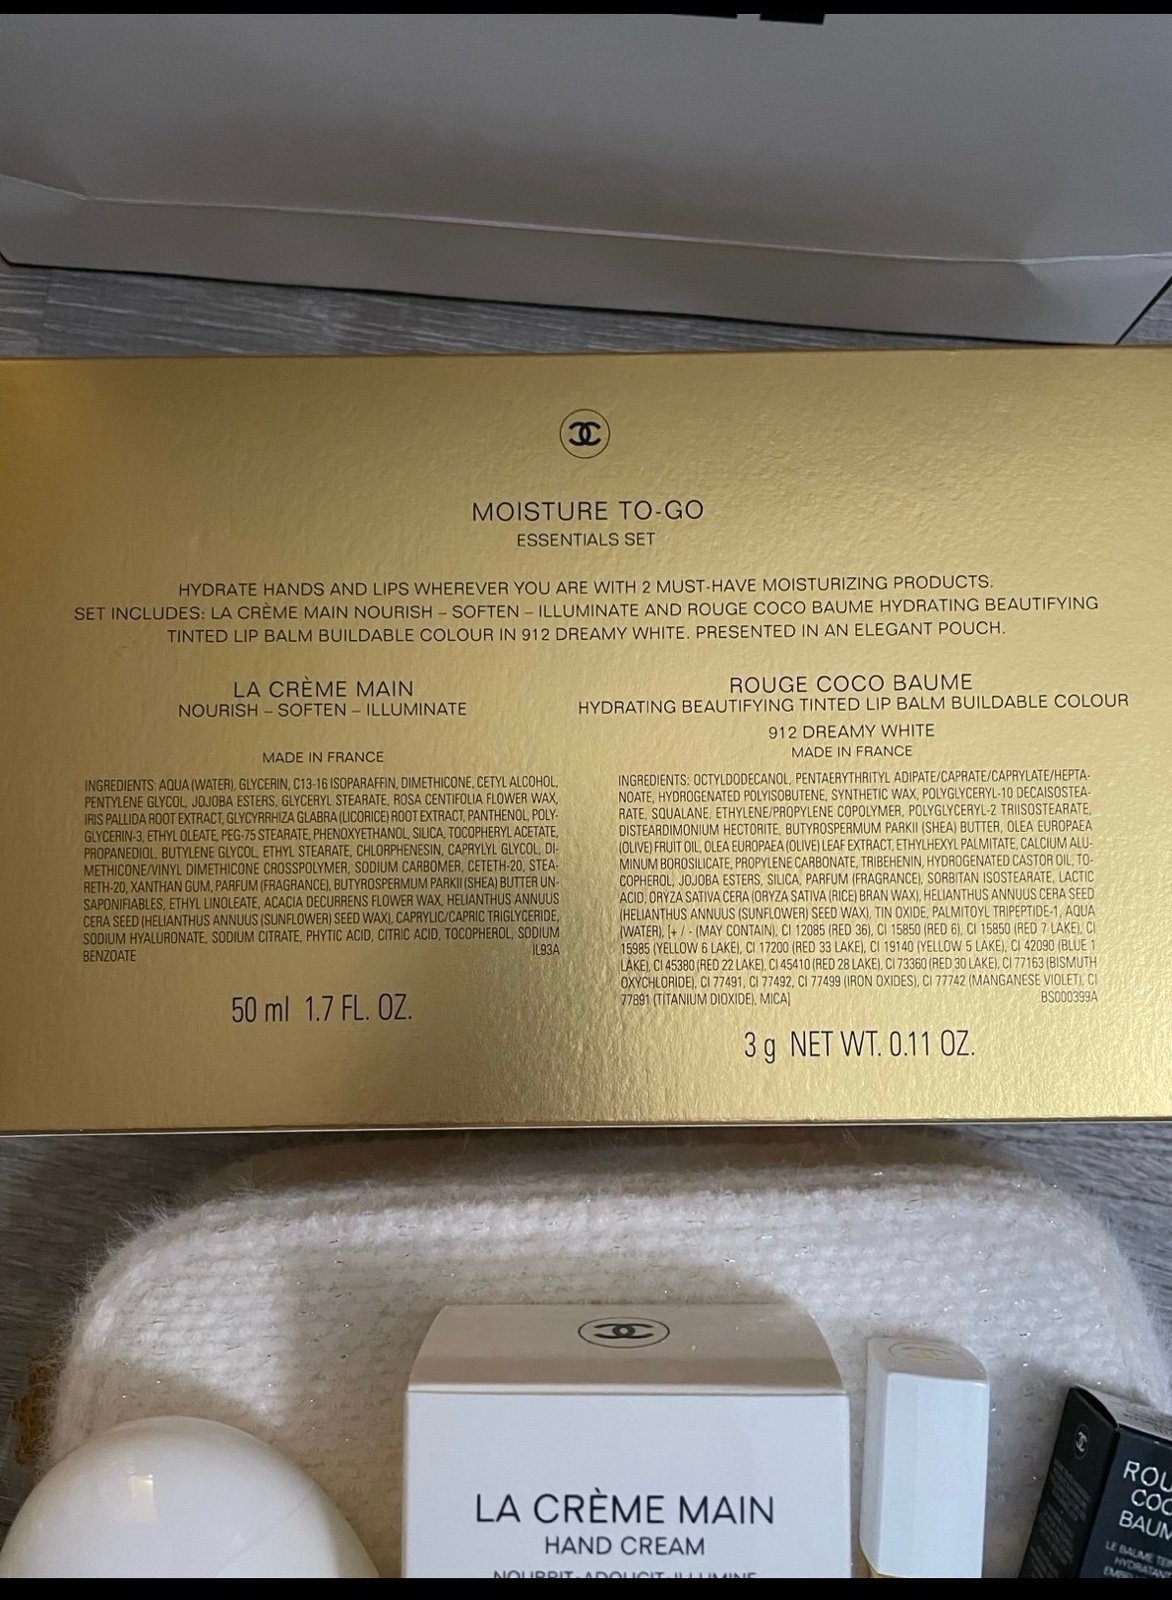 MOISTURE TO-GO
ESSENTIALS SET
HYDRATE HANDS AND LIPS WHEREVER YOU ARE WITH 2 MUST-HAVE MOISTURIZING PRODUCTS.
SET INCLUDES: LA CRÈME MAIN NOURISH – SOFTEN – ILLUMINATE AND ROUGE COCO BAUME HYDRATING BEAUTIFYING
TINTED LIP BALM BUILDABLE COLOUR IN 912 DREAMY WHITE. PRESENTED IN AN ELEGANT POUCH.
LA CRÈME MAIN
NOURISH – SOFTEN – ILLUMINATE
MADE IN FRANCE
INGREDIENTS: AQUA (WATER), GLYCERIN, C13-16 ISOPARAFFIN, DIMETHICONE, CETYL ALCOHOL,
PENTYLENE GLYCOL, JOJOBA ESTERS, GLYCERYL STEARATE, ROSA CENTIFOLIA FLOWER WAX,
IRIS PALLIDA ROOT EXTRACT, GLYCYRRHIZA GLABRA (LICORICE) ROOT EXTRACT, PANTHENOL, POLY-
GLYCERIN-3, ETHYL OLEATE, PEG-75 STEARATE, PHENOXYETHANOL, SILICA, TOCOPHERYL ACETATE,
PROPANEDIOL, BUTYLENE GLYCOL, ETHYL STEARATE, CHLORPHENESIN, CAPRYLYL GLYCOL, DI-
METHICONE/VINYL DIMETHICONE CROSSPOLYMER, SODIUM CARBOMER, CETETH-20, STEA-
RETH-20, XANTHAN GUM, PARFUM (FRAGRANCE), BUTYROSPERMUM PARKII (SHEA) BUTTER UN-
SAPONIFIABLES, ETHYL LINOLEATE, ACACIA DECURRENS FLOWER WAX, HELIANTHUS ANNUUS
CERA SEED (HELIANTHUS ANNUUS (SUNFLOWER) SEED WAX), CAPRYLIC/CAPRIC TRIGLYCERIDE,
SODIUM HYALURONATE, SODIUM CITRATE, PHYTIC ACID, CITRIC ACID, TOCOPHEROL, SODIUM
BENZOATE IL93A
50 ml 1.7 FL. OZ.
ROUGE COCO BAUME
HYDRATING BEAUTIFYING TINTED LIP BALM BUILDABLE COLOUR
912 DREAMY WHITE
MADE IN FRANCE
INGREDIENTS: OCTYLDODECANOL, PENTAERYTHRITYL ADIPATE/CAPRATE/CAPRYLATE/HEPTA-
NOATE, HYDROGENATED POLYISOBUTENE, SYNTHETIC WAX, POLYGLYCERYL-10 DECAISOSTEA-
RATE, SQUALANE, ETHYLENE/PROPYLENE COPOLYMER, POLYGLYCERYL-2 TRIISOSTEARATE,
DISTEARDIMONIUM HECTORITE, BUTYROSPERMUM PARKII (SHEA) BUTTER, OLEA EUROPAEA
(OLIVE) FRUIT OIL, OLEA EUROPAEA (OLIVE) LEAF EXTRACT, ETHYLHEXYL PALMITATE, CALCIUM ALU-
MINUM BOROSILICATE, PROPYLENE CARBONATE, TRIBEHENIN, HYDROGENATED CASTOR OIL, TO-
COPHEROL, JOJOBA ESTERS, SILICA, PARFUM (FRAGRANCE), SORBITAN ISOSTEARATE, LACTIC
ACID, ORYZA SATIVA CERA (ORYZA SATIVA (RICE) BRAN WAX), HELIANTHUS ANNUUS CERA SEED
(HELIANTHUS ANNUUS (SUNFLOWER) SEED WAX), TIN OXIDE, PALMITOYL TRIPEPTIDE-1, AQUA
(WATER), [+ / - (MAY CONTAIN), CI 12085 (RED 36), CI 15850 (RED 6), CI 15850 (RED 7 LAKE), CI
15985 (YELLOW 6 LAKE), CI 17200 (RED 33 LAKE), CI 19140 (YELLOW 5 LAKE), CI 42090 (BLUE 1
LAKE), CI 45380 (RED 22 LAKE), CI 45410 (RED 28 LAKE), CI 73360 (RED 30 LAKE), CI 77163 (BISMUTH
OXYCHLORIDE), CI 77491, CI 77492, CI 77499 (IRON OXIDES), CI 77742 (MANGANESE VIOLET), CI
77891 (TITANIUM DIOXIDE), MICA] BS000399A
3 g NET WT. 0.11 OZ.
LA CRÈME MAIN
HAND CREAM
NOURRIT-ADOUCIT-ILLUMINE
ROU
COC
BAUM
LE BAUME TEI
HYDRATANT